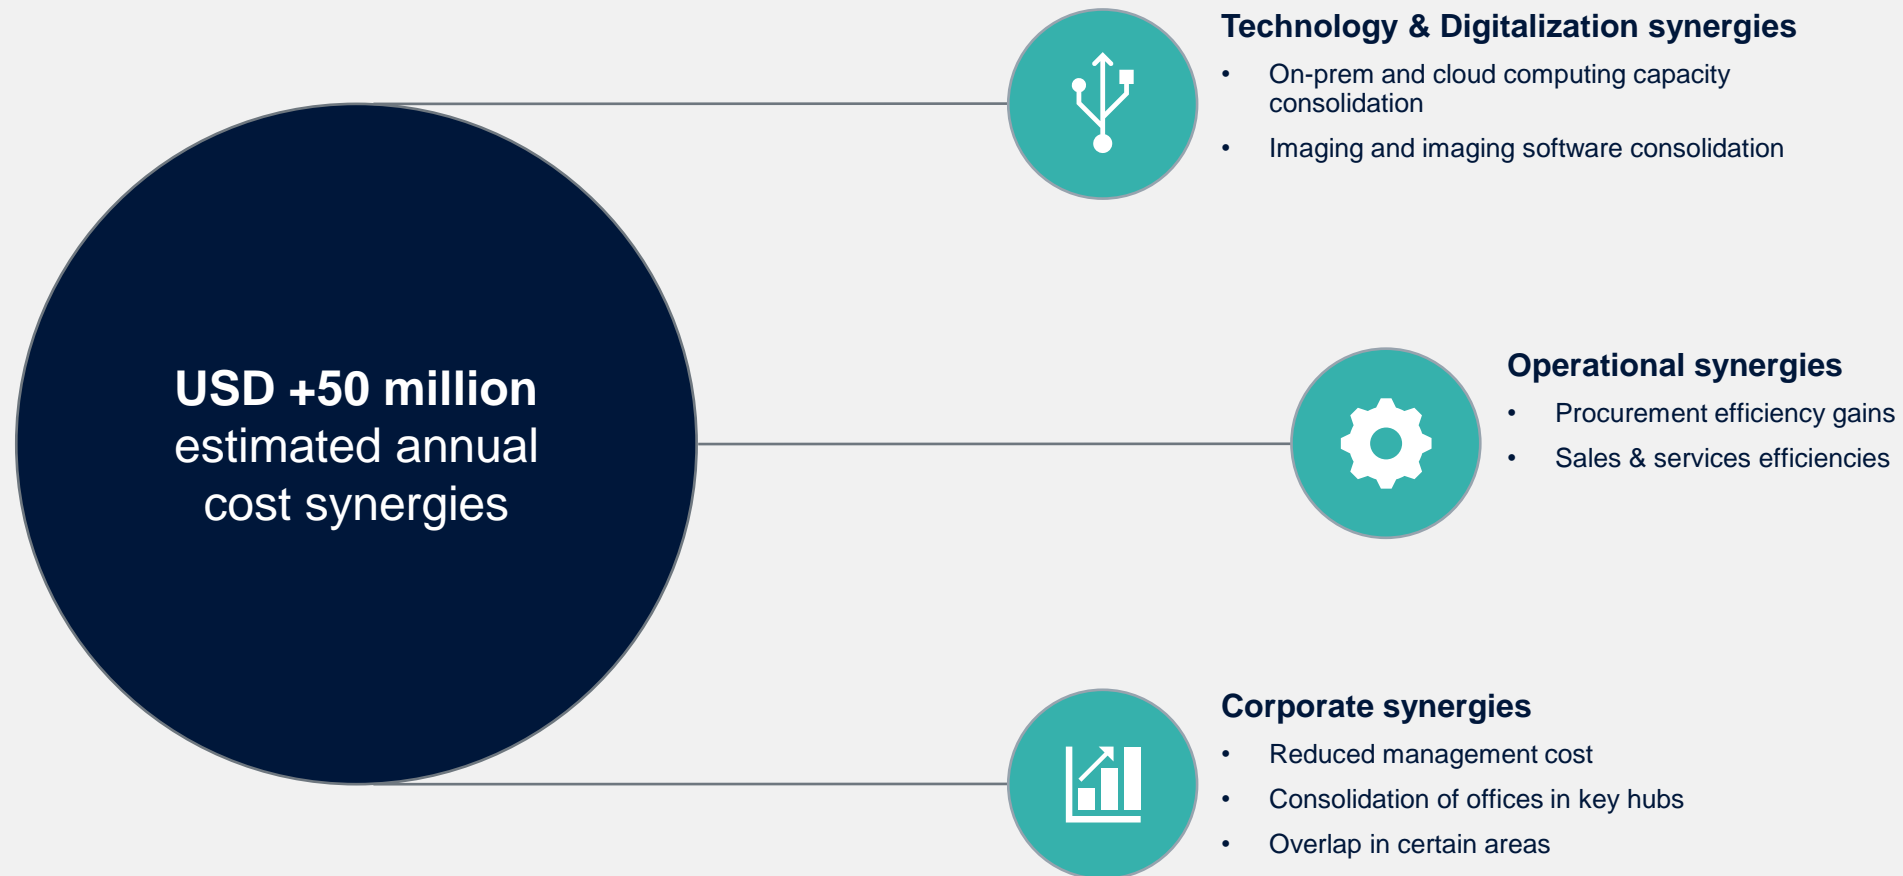 USD +50 million
estimated annual
cost synergies
Technology & Digitalization synergies
• On-prem and cloud computing capacity
consolidation
• Imaging and imaging software consolidation
Operational synergies
• Procurement efficiency gains
• Sales & services efficiencies
Corporate synergies
• Reduced management cost
• Consolidation of offices in key hubs
• Overlap in certain areas